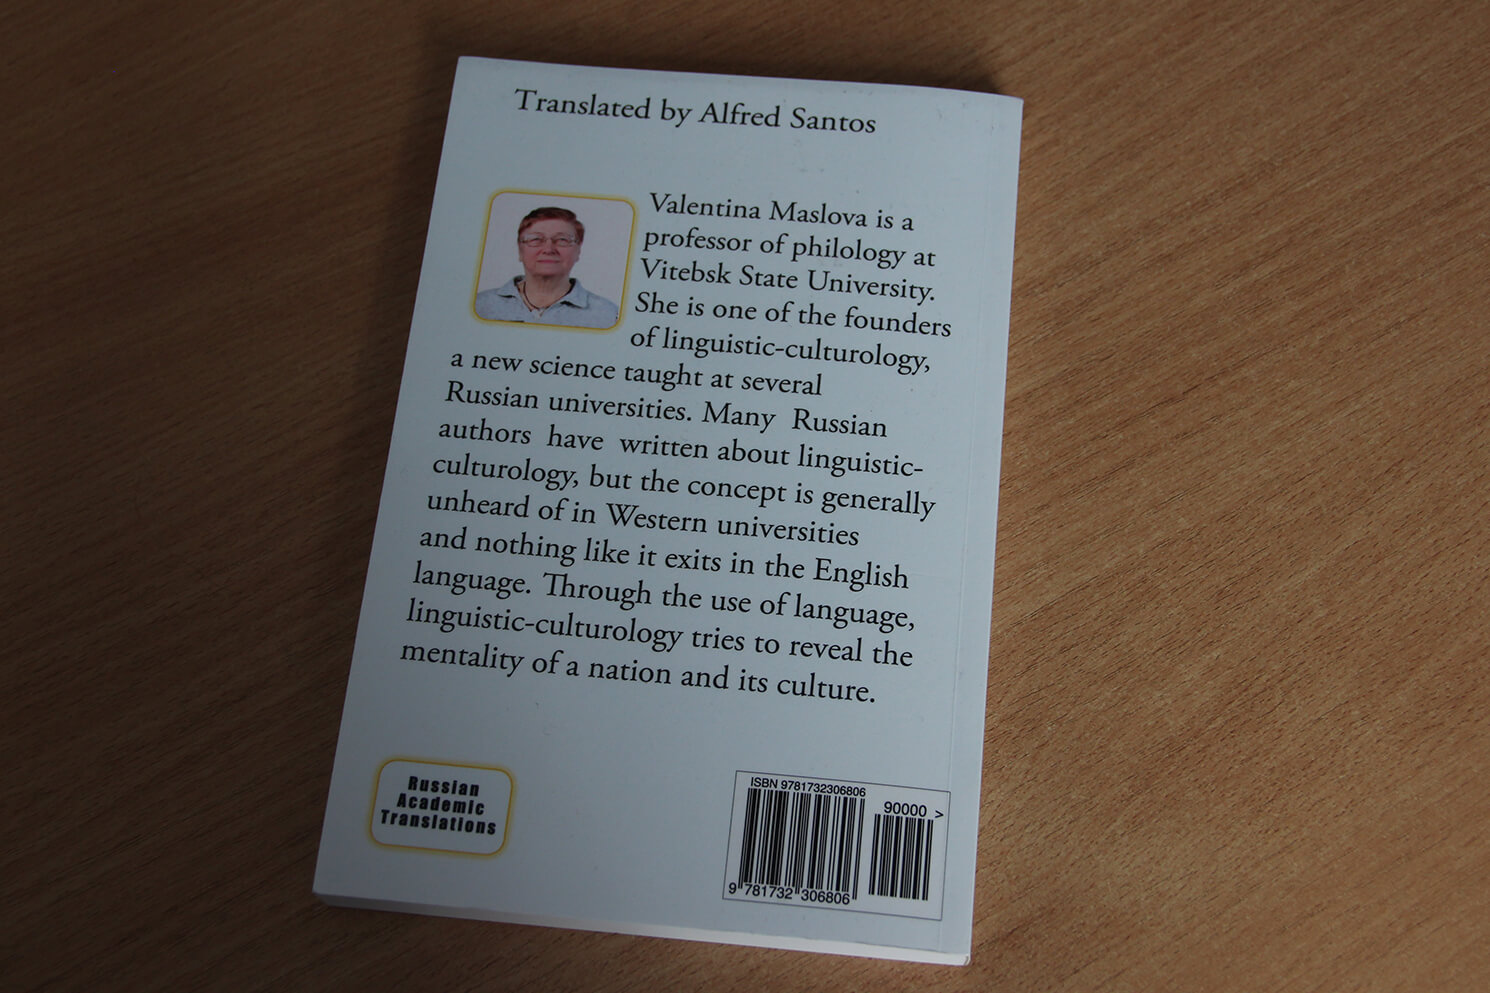 Translated by Alfred Santos
Valentina Maslova is a
professor of philology at
Vitebsk State University.
She is one of the founders
of linguistic-culturology,
a new science taught at several
Russian universities. Many Russian
authors have written about linguistic-
culturology, but the concept is generally
unheard of in Western universities
and nothing like it exits in the English
language. Through the use of language,
linguistic-culturology tries to reveal the
mentality of a nation and its culture.
Russian
Academic
Translations
ISBN 9781732306806
90000 >
9 781732 306806